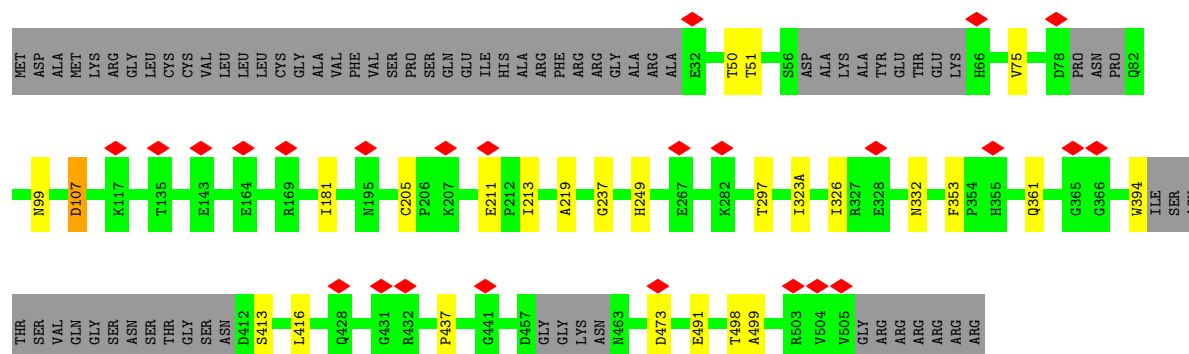 MET ASP ALA MET LYS ARG GLY LEU CYS CYS VAL LEU LEU LEU CYS GLY ALA VAL PHE VAL SER PRO SER GLN GLU ILE HIS ALA ARG PHE ARG ARG GLY ALA ARG ALA E32 T50 T51 S56 ASP ALA LYS ALA TYR GLU THR GLU LYS H66 V75 D78 PRO ASN PRO Q82
N99 D107 K117 T135 E143 E164 R169 I181 N195 C205 P206 K207 E211 P212 I213 A219 G237 H249 E267 K282 T297 I323A I326 R327 E328 N332 F353 P354 H355 Q361 G365 G366 W394 ILE SER
THR SER VAL GLN GLY SER ASN SER THR GLY SER ASN D412 S413 L416 Q428 G431 R432 P437 G441 D457 GLY GLY LYS ASN N463 D473 E491 T498 A499 R503 V504 V505 GLY ARG ARG ARG ARG ARG ARG